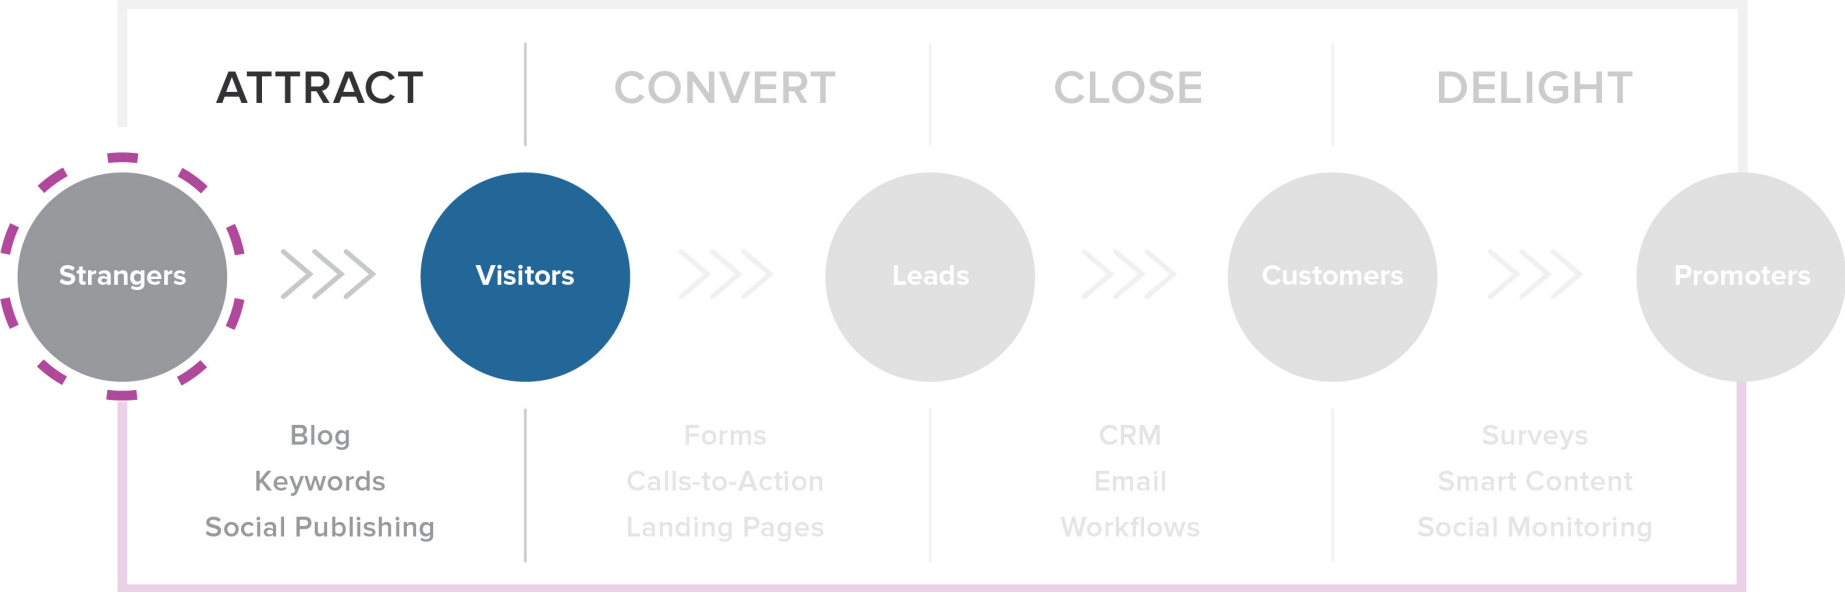 ATTRACT
CONVERT
CLOSE
DELIGHT
Strangers
Visitors
Leads
Customers
Promoters
Blog
Keywords
Social Publishing
Forms
Calls-to-Action
Landing Pages
CRM
Email
Workflows
Surveys
Smart Content
Social Monitoring